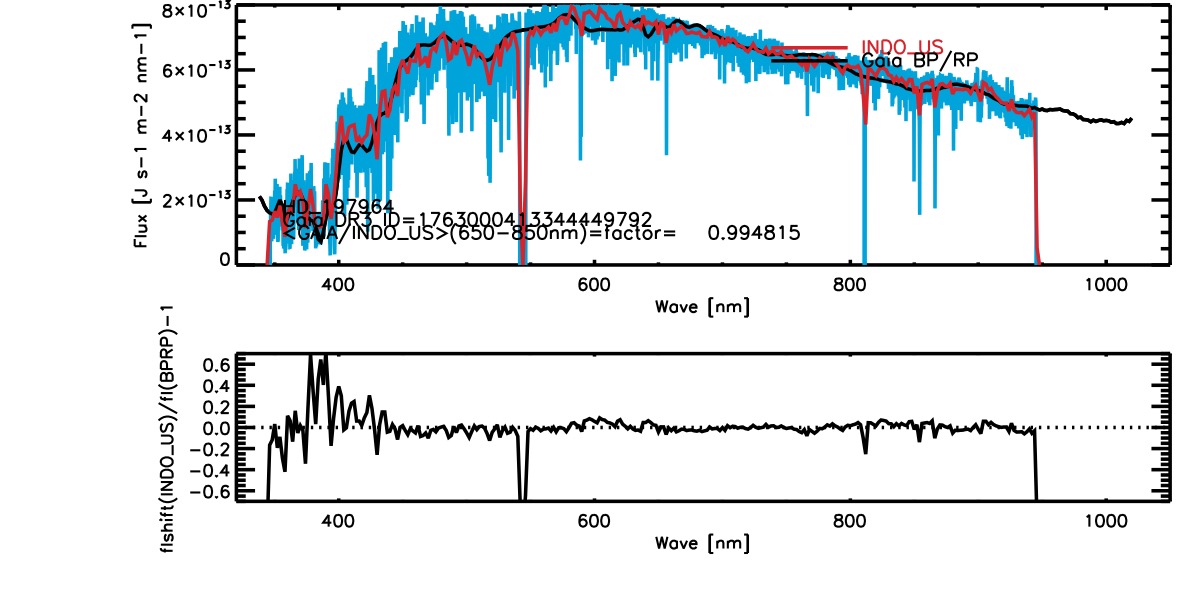 8×10⁻¹³
6×10⁻¹³
4×10⁻¹³
2×10⁻¹³
0
Flux [J s−1 m−2 nm−1]
INDO_US
Gaia BP/RP
HD_197964
Gaia DR3 ID=1763000413344449792
<GAIA/INDO_US>(650−850nm)=factor= 0.994815
400 600 800 1000
Wave [nm]
flshift(INDO_US)/fl(BPRP)−1
0.6
0.4
0.2
0.0
−0.2
−0.4
−0.6
400 600 800 1000
Wave [nm]